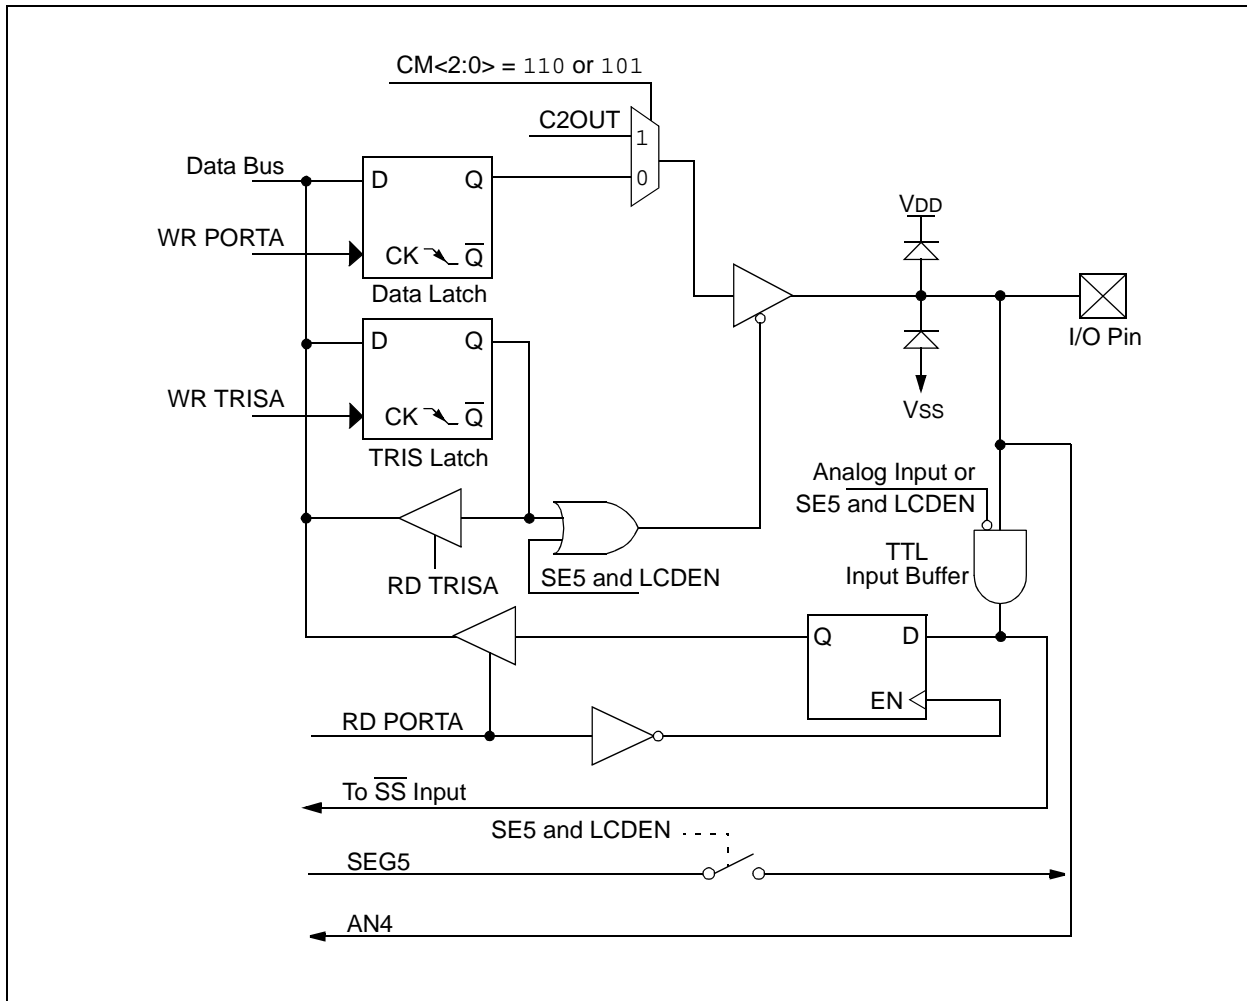 CM<2:0> = 110 or 101
C2OUT
1
0
Data Bus
D Q
WR PORTA
CK Q̅
Data Latch
VDD
I/O Pin
VSS
D Q
WR TRISA
CK Q̅
TRIS Latch
Analog Input or
SE5 and LCDEN
TTL
Input Buffer
RD TRISA
SE5 and LCDEN
Q D
EN
RD PORTA
To S̅S̅ Input
SE5 and LCDEN
SEG5
AN4